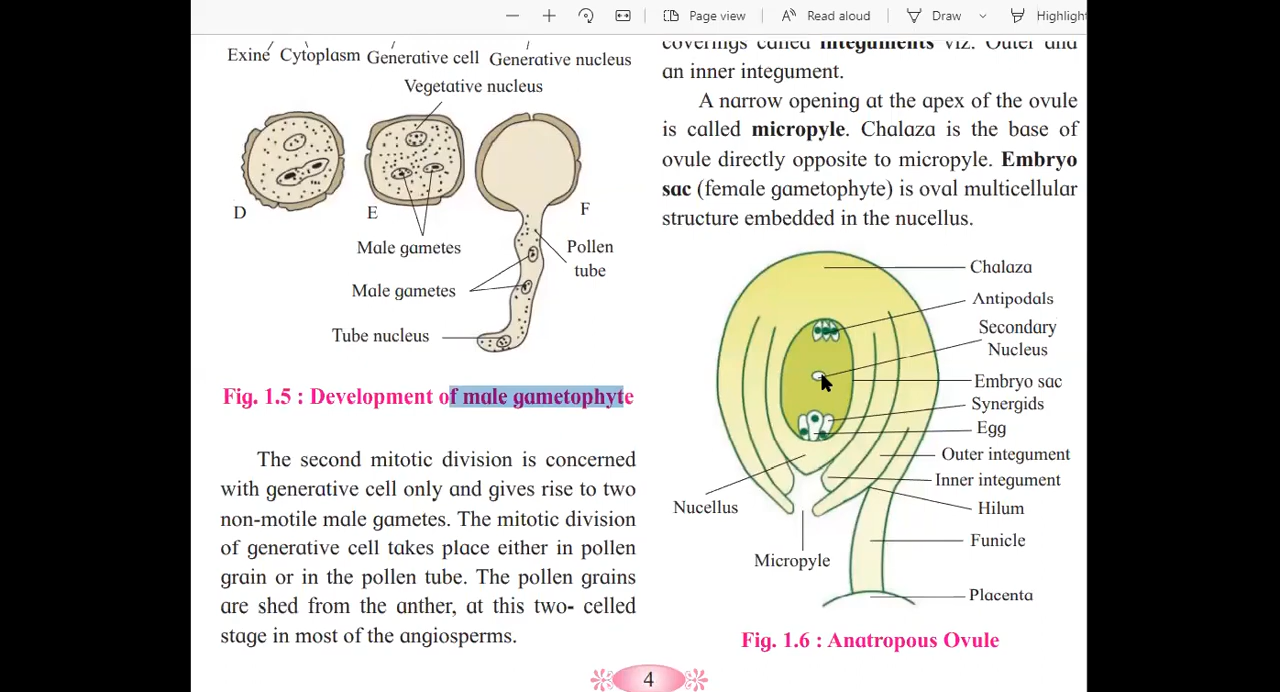 Page view
Read aloud
Draw
Highlight
Exine Cytoplasm Generative cell Generative nucleus
Vegetative nucleus
D
E
F
Male gametes
Pollen
tube
Male gametes
Tube nucleus
Fig. 1.5 : Development of male gametophyte
The second mitotic division is concerned
with generative cell only and gives rise to two
non-motile male gametes. The mitotic division
of generative cell takes place either in pollen
grain or in the pollen tube. The pollen grains
are shed from the anther, at this two- celled
stage in most of the angiosperms.
coverings called integuments viz. Outer and
an inner integument.
A narrow opening at the apex of the ovule
is called micropyle. Chalaza is the base of
ovule directly opposite to micropyle. Embryo
sac (female gametophyte) is oval multicellular
structure embedded in the nucellus.
Chalaza
Antipodals
Secondary
Nucleus
Embryo sac
Synergids
Egg
Outer integument
Inner integument
Nucellus
Hilum
Funicle
Micropyle
Placenta
Fig. 1.6 : Anatropous Ovule
4